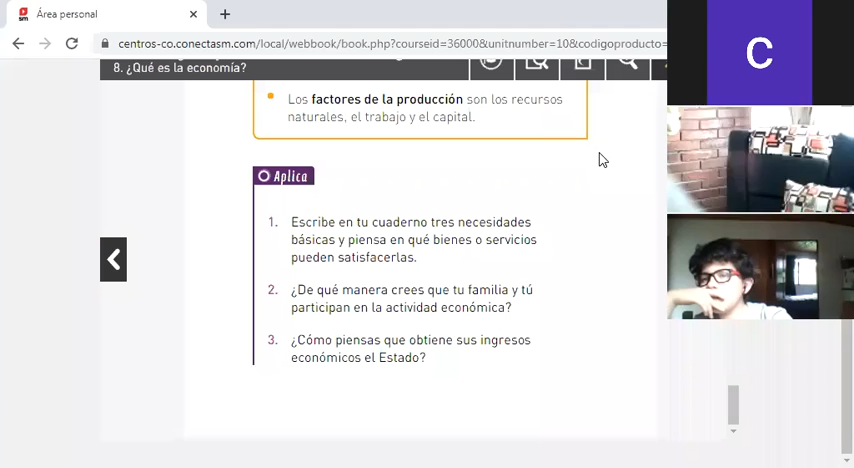 sm Área personal
centros-co.conectasm.com/local/webbook/book.php?courseid=36000&unitnumber=10&codigoproducto=
8. ¿Qué es la economía?
Los factores de la producción son los recursos
naturales, el trabajo y el capital.
Aplica
1. Escribe en tu cuaderno tres necesidades
básicas y piensa en qué bienes o servicios
pueden satisfacerlas.
2. ¿De qué manera crees que tu familia y tú
participan en la actividad económica?
3. ¿Cómo piensas que obtiene sus ingresos
económicos el Estado?
C